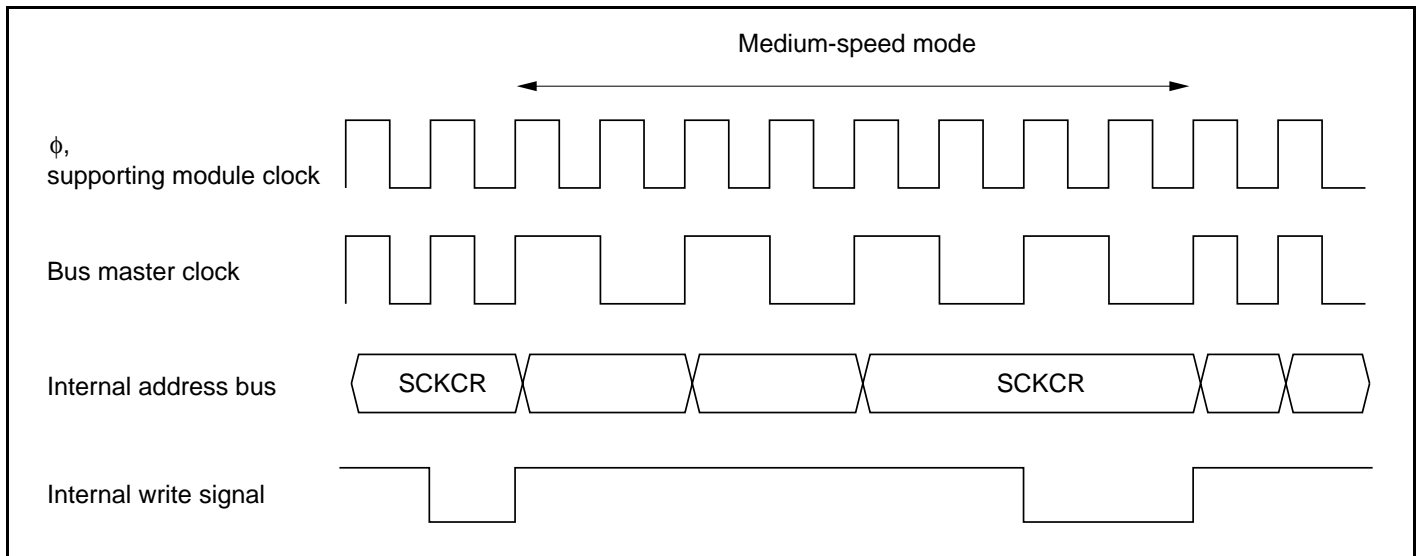 Medium-speed mode
ϕ,
supporting module clock
Bus master clock
Internal address bus
SCKCR
SCKCR
Internal write signal